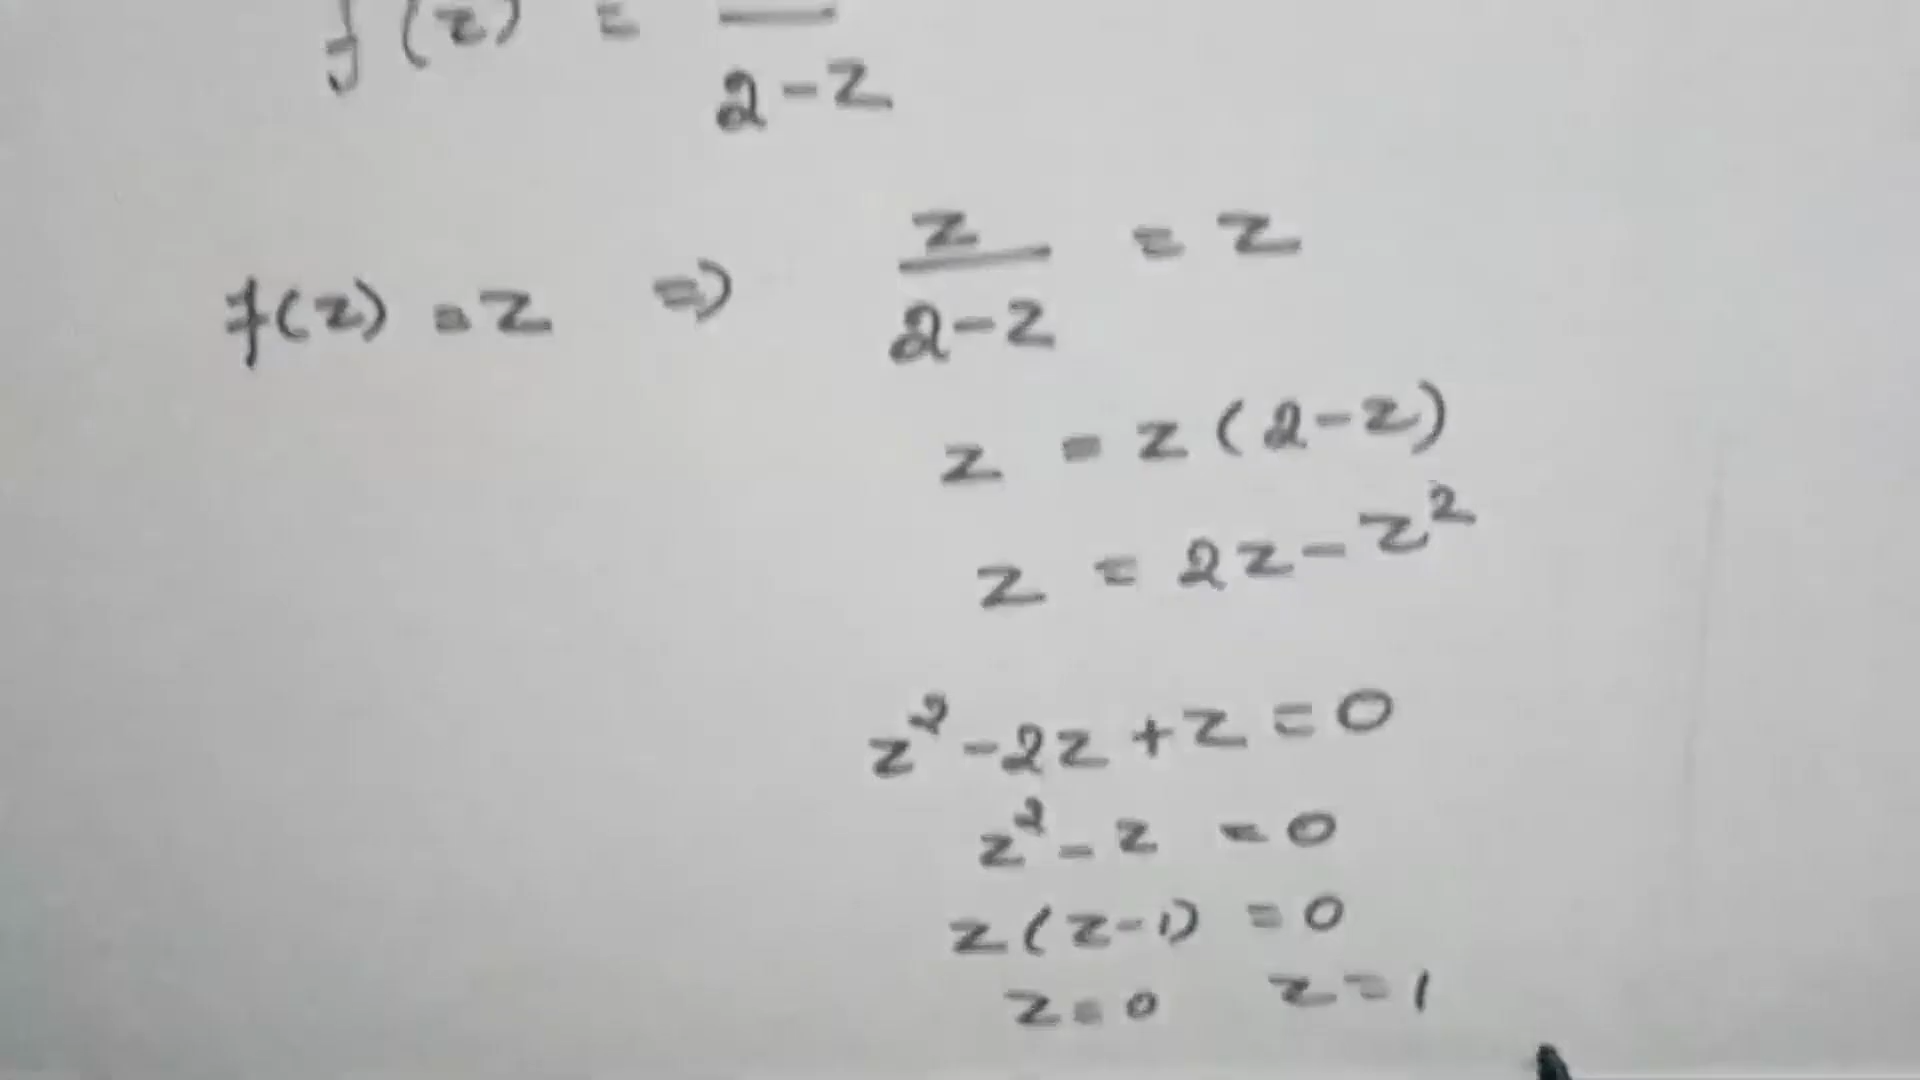 f(z) = ―/2-z
f(z) = z ⇒ z/2-z = z
z = z(2-z)
z = 2z-z²
z²-2z+z=0
z²-z=0
z(z-1)=0
z=0 z=1